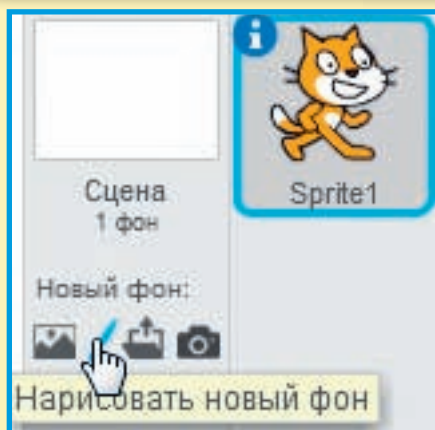 Сцена
1 фон
Sprite1
Новый фон:
Нарисовать новый фон